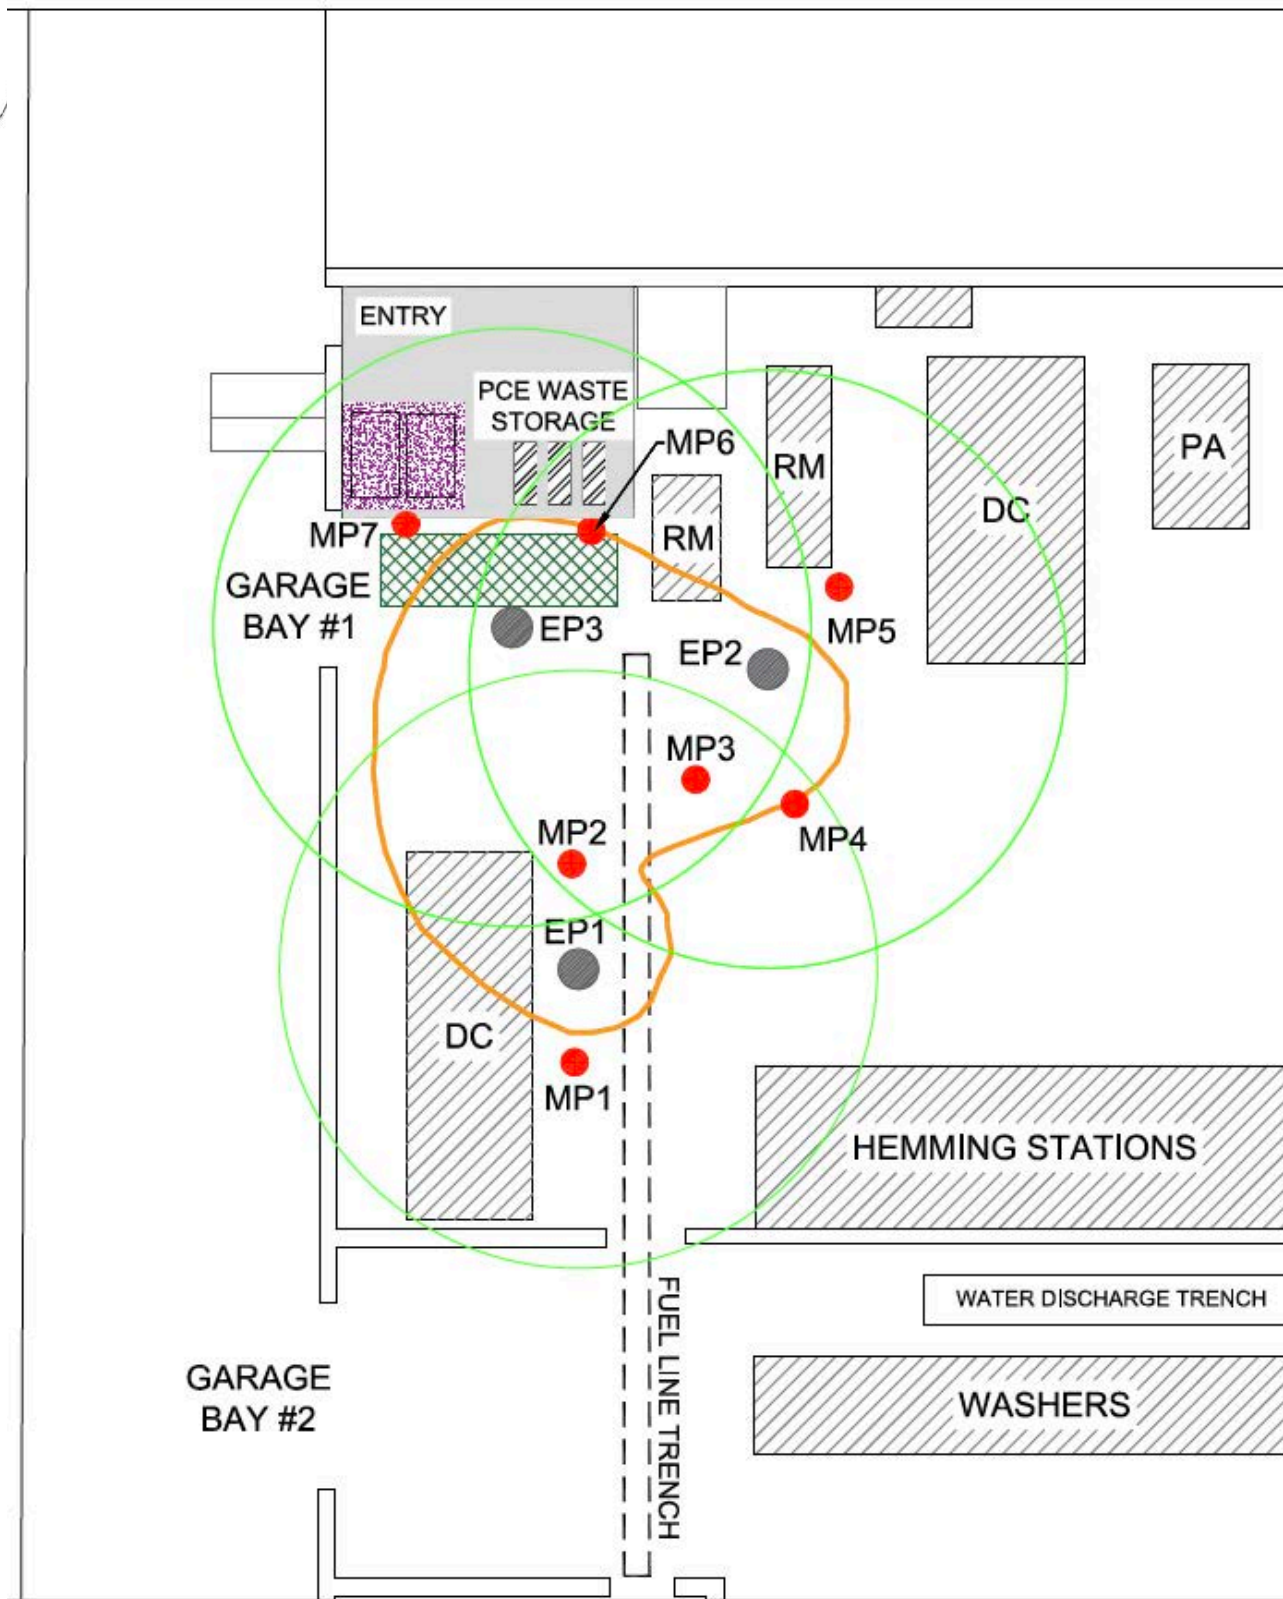 ENTRY
PCE WASTE
STORAGE
MP6
RM
DC
PA
MP7
RM
GARAGE
BAY #1
EP3
MP5
EP2
MP3
MP2
MP4
EP1
DC
MP1
HEMMING STATIONS
FUEL LINE TRENCH
WATER DISCHARGE TRENCH
GARAGE
BAY #2
WASHERS